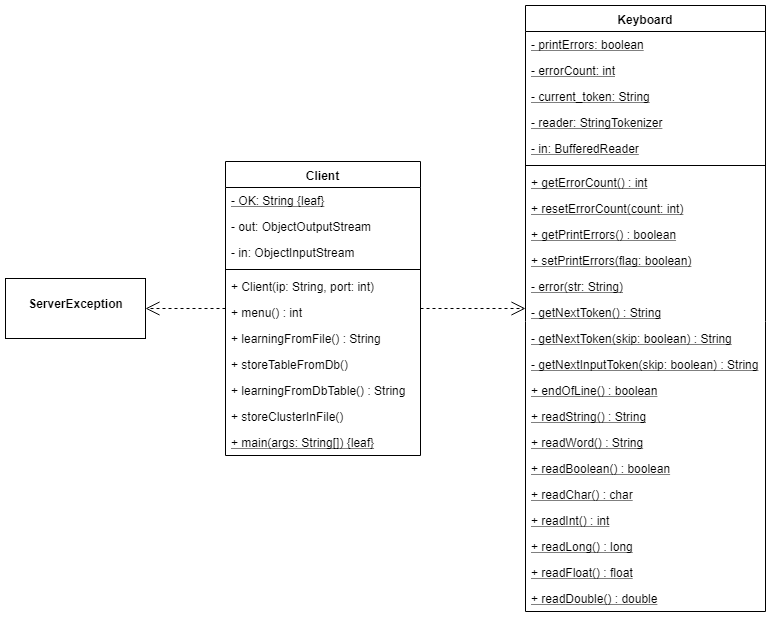 ServerException
Client
- OK: String {leaf}
- out: ObjectOutputStream
- in: ObjectInputStream
+ Client(ip: String, port: int)
+ menu() : int
+ learningFromFile() : String
+ storeTableFromDb()
+ learningFromDbTable() : String
+ storeClusterInFile()
+ main(args: String[]) {leaf}
Keyboard
- printErrors: boolean
- errorCount: int
- current_token: String
- reader: StringTokenizer
- in: BufferedReader
+ getErrorCount() : int
+ resetErrorCount(count: int)
+ getPrintErrors() : boolean
+ setPrintErrors(flag: boolean)
- error(str: String)
- getNextToken() : String
- getNextToken(skip: boolean) : String
- getNextInputToken(skip: boolean) : String
+ endOfLine() : boolean
+ readString() : String
+ readWord() : String
+ readBoolean() : boolean
+ readChar() : char
+ readInt() : int
+ readLong() : long
+ readFloat() : float
+ readDouble() : double